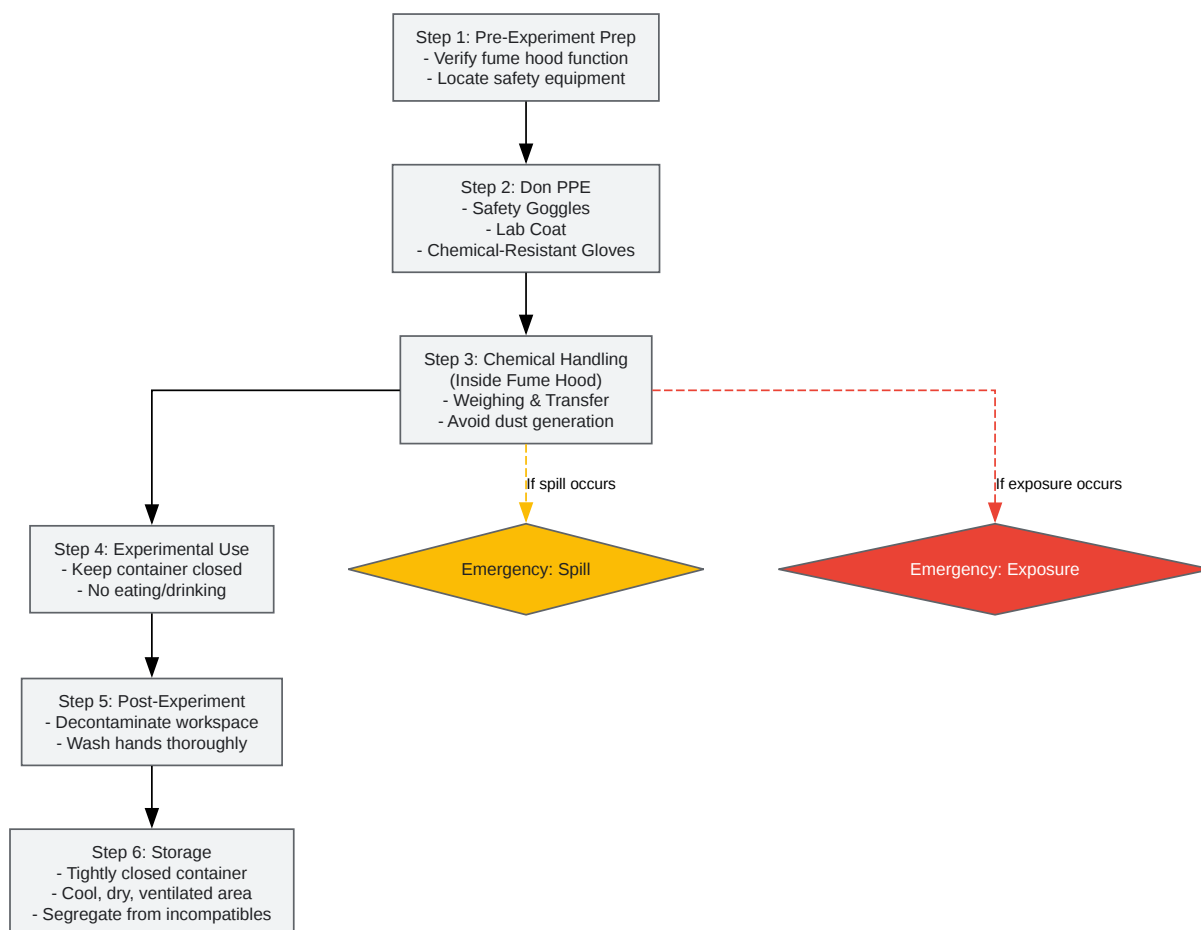 Step 1: Pre-Experiment Prep
- Verify fume hood function
- Locate safety equipment
Step 2: Don PPE
- Safety Goggles
- Lab Coat
- Chemical-Resistant Gloves
Step 3: Chemical Handling
(Inside Fume Hood)
- Weighing & Transfer
- Avoid dust generation
If spill occurs
If exposure occurs
Step 4: Experimental Use
- Keep container closed
- No eating/drinking
Emergency: Spill
Emergency: Exposure
Step 5: Post-Experiment
- Decontaminate workspace
- Wash hands thoroughly
Step 6: Storage
- Tightly closed container
- Cool, dry, ventilated area
- Segregate from incompatibles